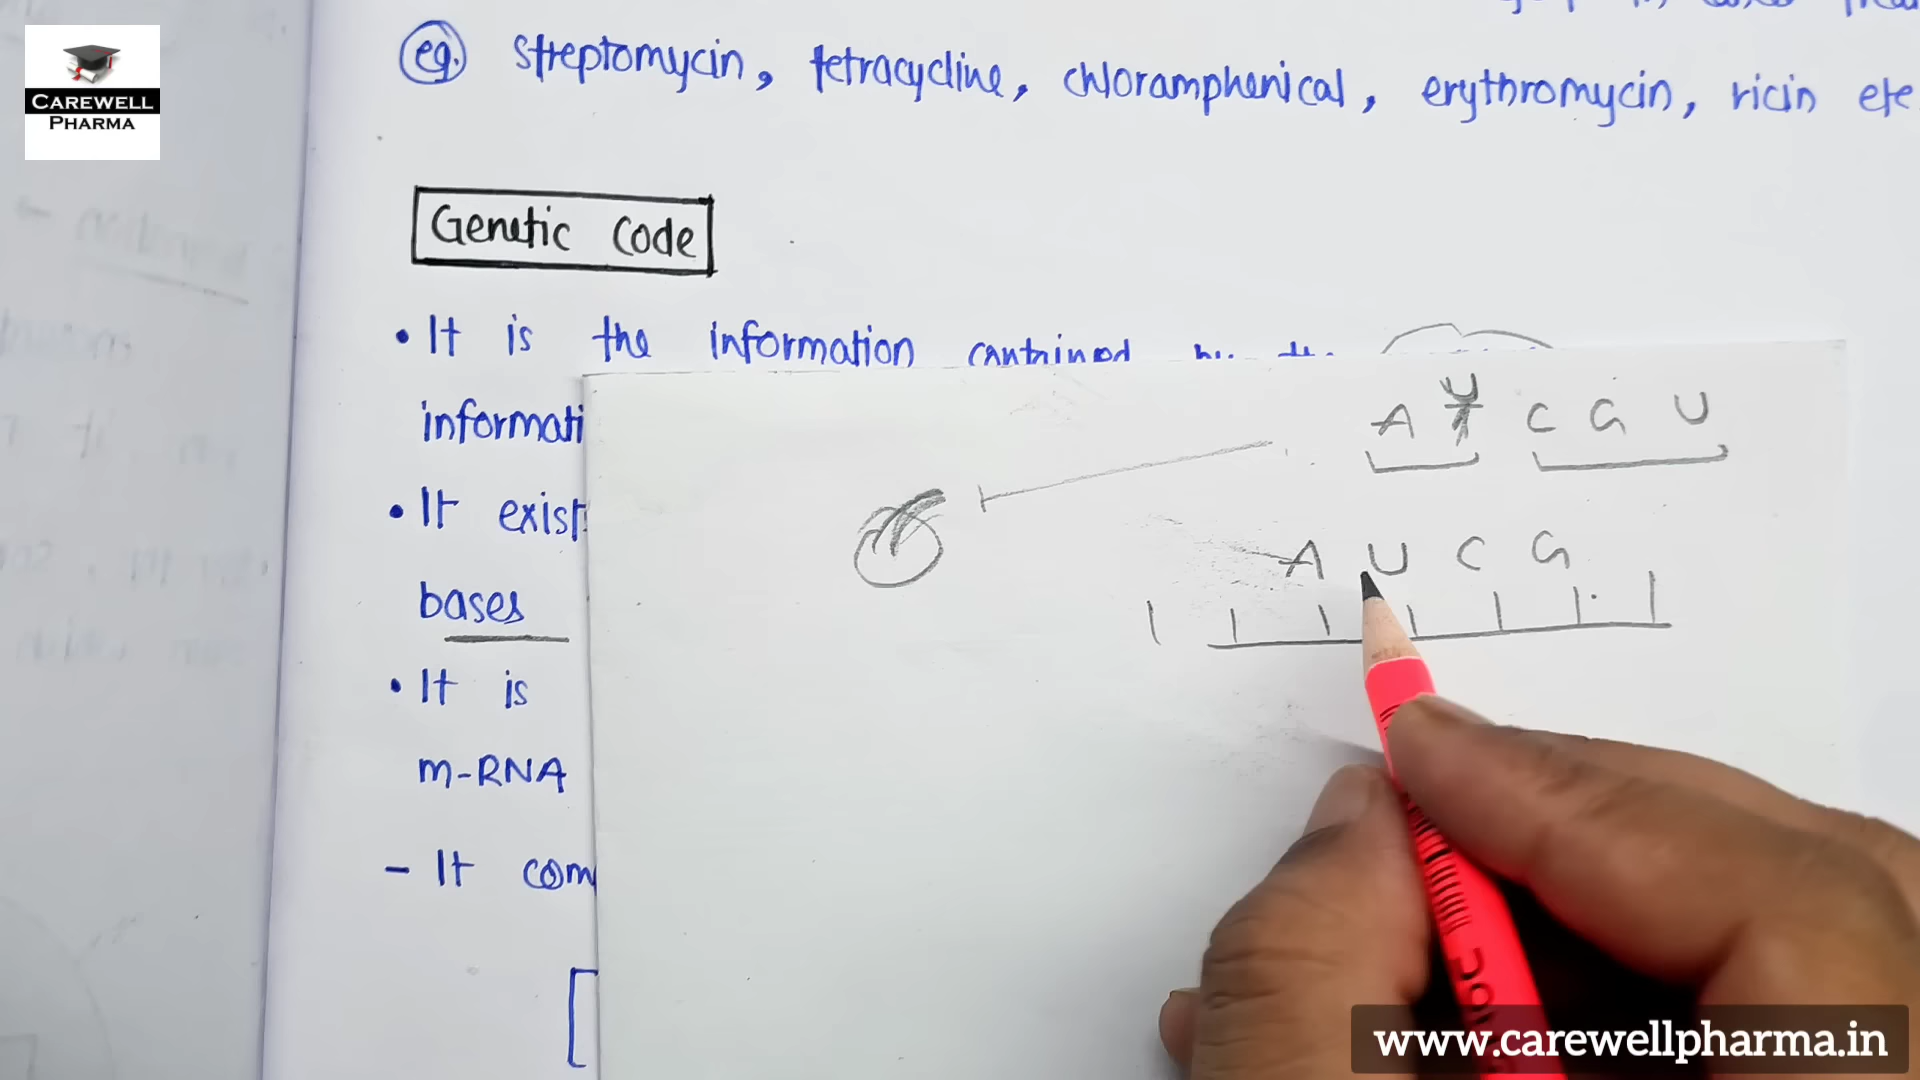 CAREWELL
PHARMA
eg. Streptomycin, tetracycline, chloramphenical, erythromycin, ricin etc
Genetic Code
• It is the information
informati
• It exist
bases
• It is
m-RNA
- It com
A U C G U
A U C G
www.carewellpharma.in